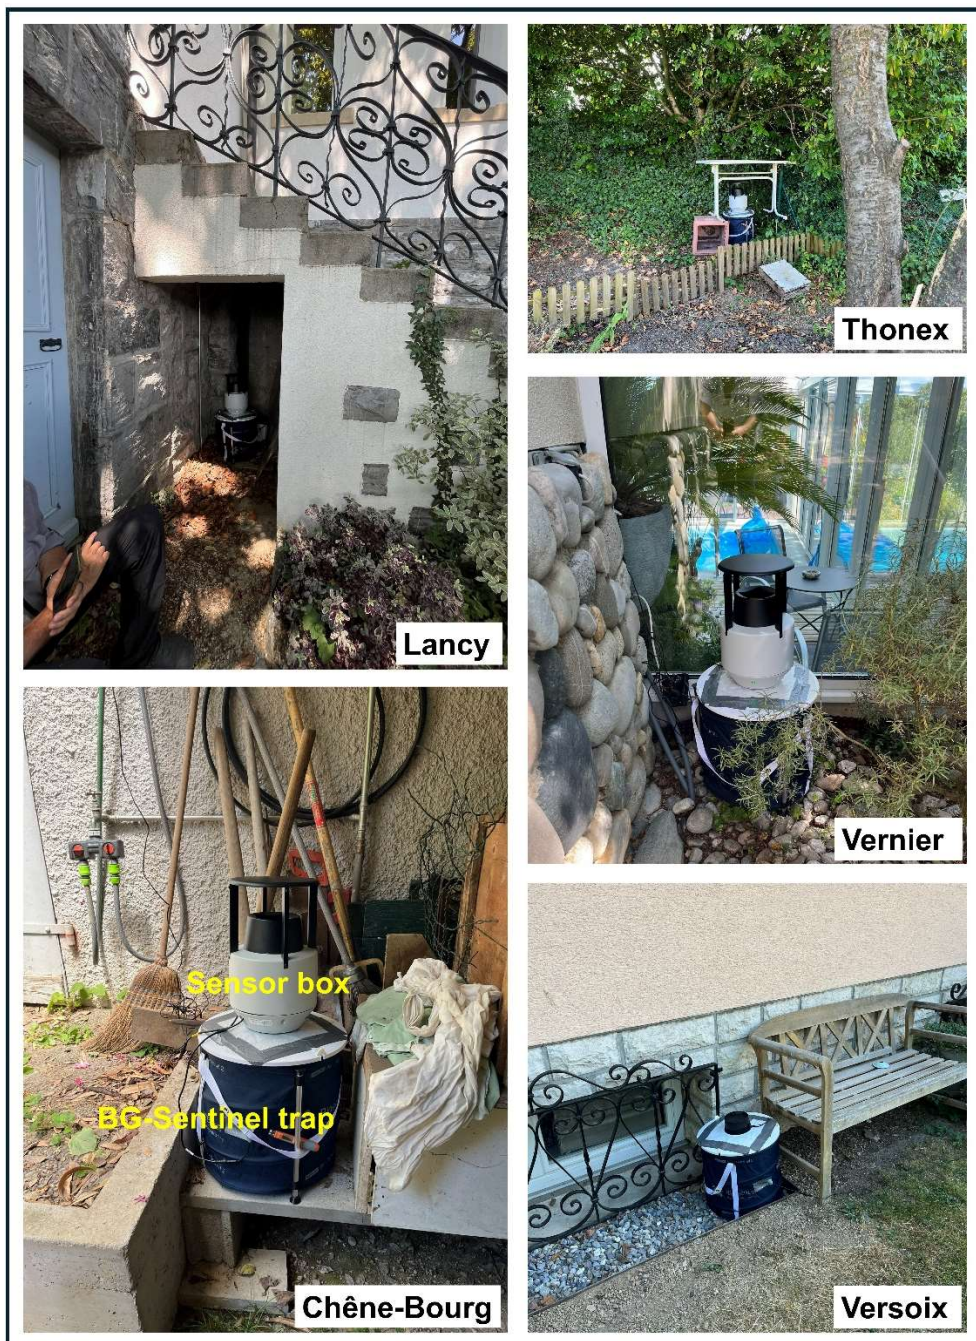 Lancy
Thonex
Vernier
Sensor box
BG-Sentinel trap
Chêne-Bourg
Versoix